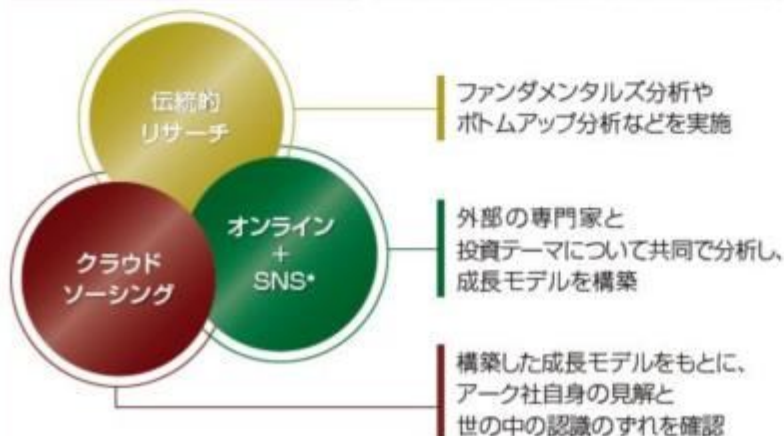 伝統的
リサーチ
ファンダメンタルズ分析や
ボトムアップ分析などを実施
オンライン
+
SNS*
外部の専門家と
投資テーマについて共同で分析し、
成長モデルを構築
クラウド
ソーシング
構築した成長モデルをもとに、
アーク社自身の見解と
世の中の認識のずれを確認